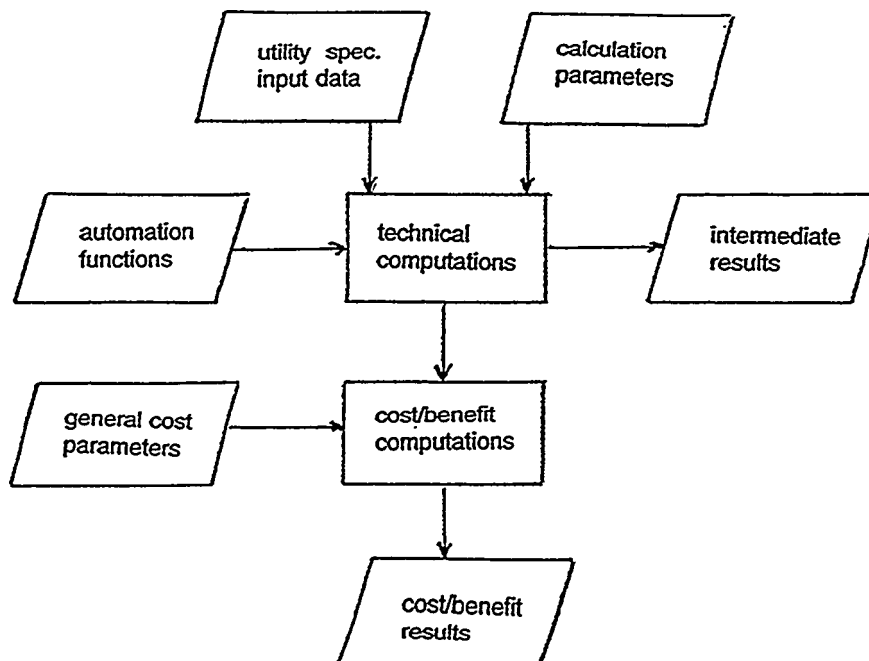 utility spec.
input data
calculation
parameters
automation
functions
technical
computations
intermediate
results
general cost
parameters
cost/benefit
computations
cost/benefit
results